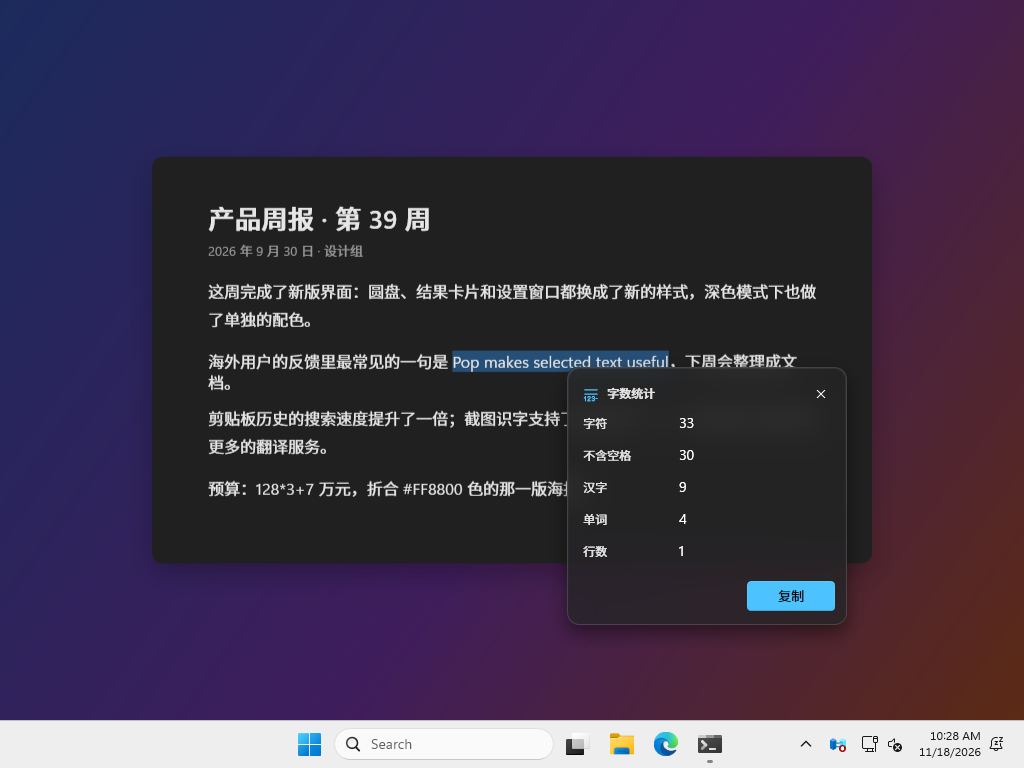 产品周报 · 第 39 周
2026 年 9 月 30 日 · 设计组
这周完成了新版界面：圆盘、结果卡片和设置窗口都换成了新的样式，深色模式下也做
了单独的配色。
海外用户的反馈里最常见的一句是 Pop makes selected text useful，下周会整理成文
档。
剪贴板历史的搜索速度提升了一倍；截图识字支持
更多的翻译服务。
预算：128*3+7 万元，折合 #FF8800 色的那一版海
字数统计
字符 33
不含空格 30
汉字 9
单词 4
行数 1
复制
Search
10:28 AM
11/18/2026